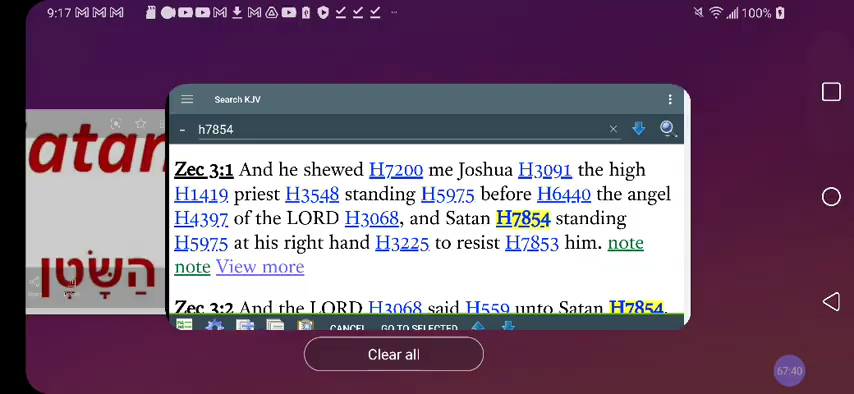 9:17
100%
Search KJV
- h7854
Zec 3:1 And he shewed H7200 me Joshua H3091 the high
H1419 priest H3548 standing H5975 before H6440 the angel
H4397 of the LORD H3068, and Satan H7854 standing
H5975 at his right hand H3225 to resist H7853 him. note
note View more
Zec 3:2 And the LORD H3068 said H559 unto Satan H7854,
CANCEL GO TO SELECTED
atan
הַשָּׂטָן
Clear all
67:40